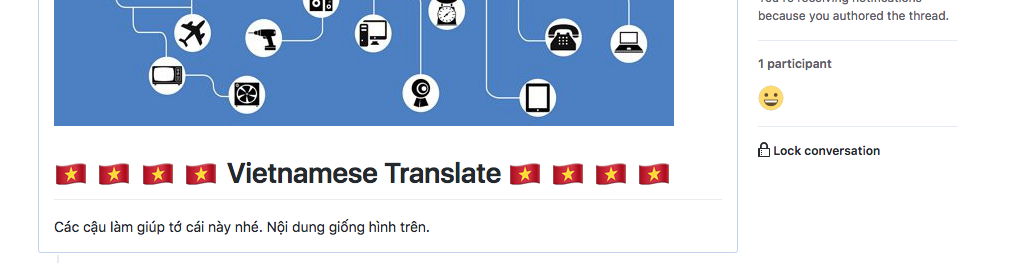 because you authored the thread.
1 participant
🇻🇳 🇻🇳 🇻🇳 🇻🇳 Vietnamese Translate 🇻🇳 🇻🇳 🇻🇳 🇻🇳
Lock conversation
Các cậu làm giúp tớ cái này nhé. Nội dung giống hình trên.